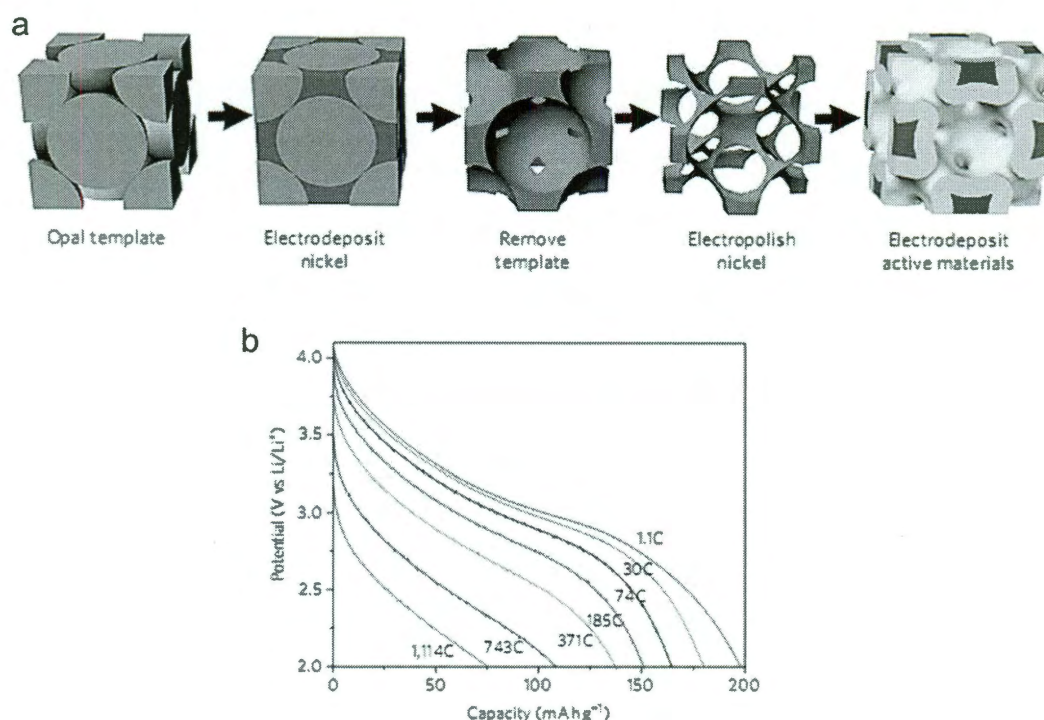 a
Opal template
Electrodeposit
nickel
Remove
template
Electropolish
nickel
Electrodeposit
active materials
b
Potential (V vs Li/Li⁺)
4.0
3.5
3.0
2.5
2.0
1.1C
30C
74C
185C
371C
743C
1,114C
0
50
100
150
200
Capacity (mAh g⁻¹)